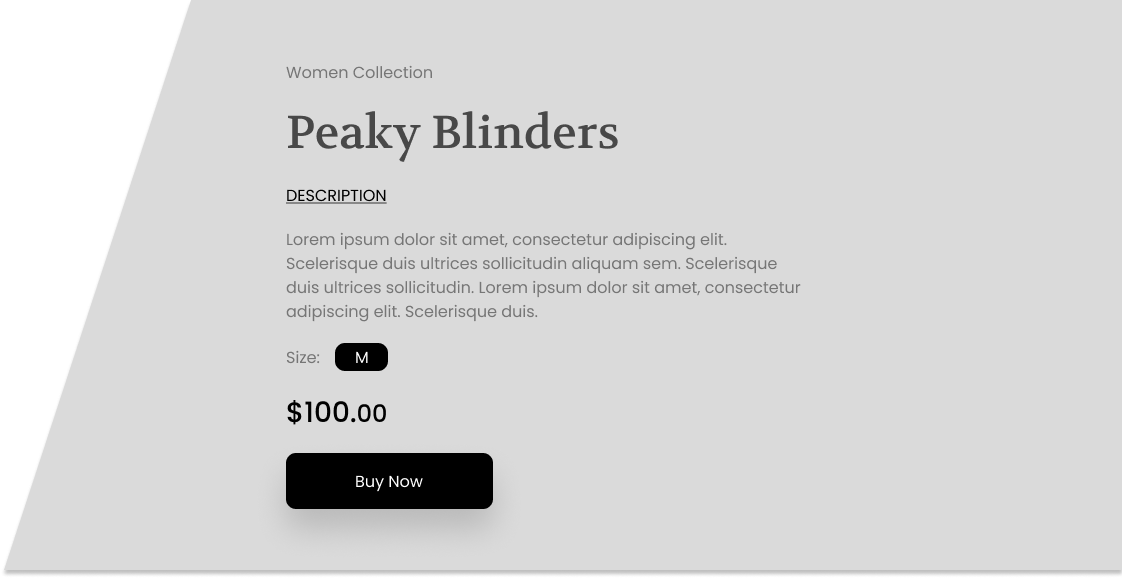 Women Collection
Peaky Blinders
DESCRIPTION
Lorem ipsum dolor sit amet, consectetur adipiscing elit.
Scelerisque duis ultrices sollicitudin aliquam sem. Scelerisque
duis ultrices sollicitudin. Lorem ipsum dolor sit amet, consectetur
adipiscing elit. Scelerisque duis.
Size: M
$100.00
Buy Now